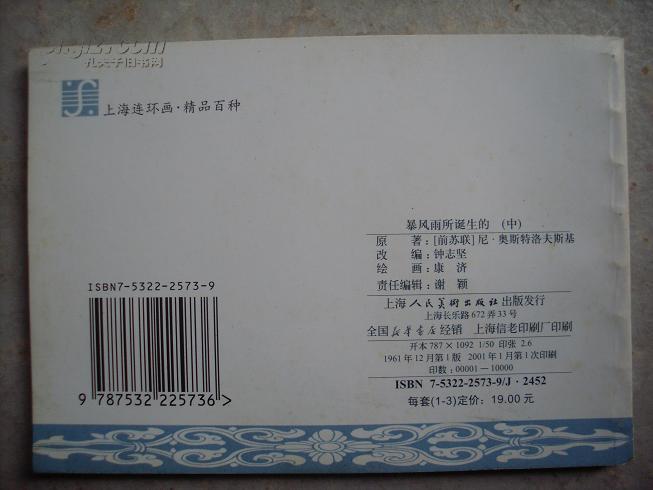 孔夫子旧书网
上海连环画·精品百种
暴风雨所诞生的 (中)
原 著：[前苏联]尼·奥斯特洛夫斯基
改 编：钟志坚
绘 画：康 济
责任编辑：谢 颖
上海人民美術出版社出版发行
上海长乐路672弄33号
全国新华书店经销 上海信老印刷厂印刷
开本 787×1092 1/50 印张 2.6
1961年12月第1版 2001年1月第1次印刷
印数：00001—10000
ISBN 7-5322-2573-9/J·2452
每套(1-3)定价：19.00元
ISBN7-5322-2573-9
9 787532 225736 >